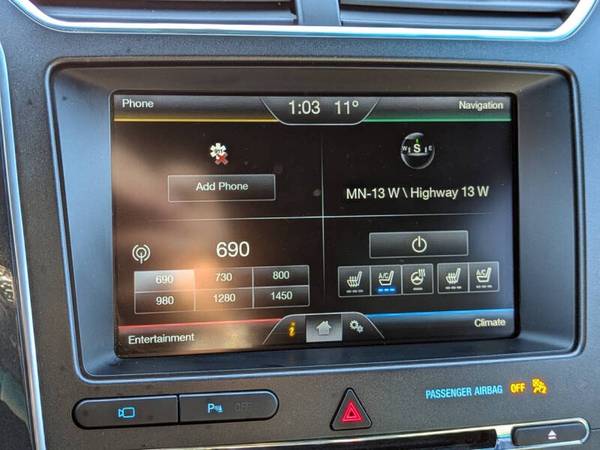 Phone
1:03 11°
Navigation
Add Phone
W S E
MN-13 W \ Highway 13 W
690
690 730 800
980 1280 1450
A/C A/C
Entertainment
i
Climate
PASSENGER AIRBAG OFF
P OFF